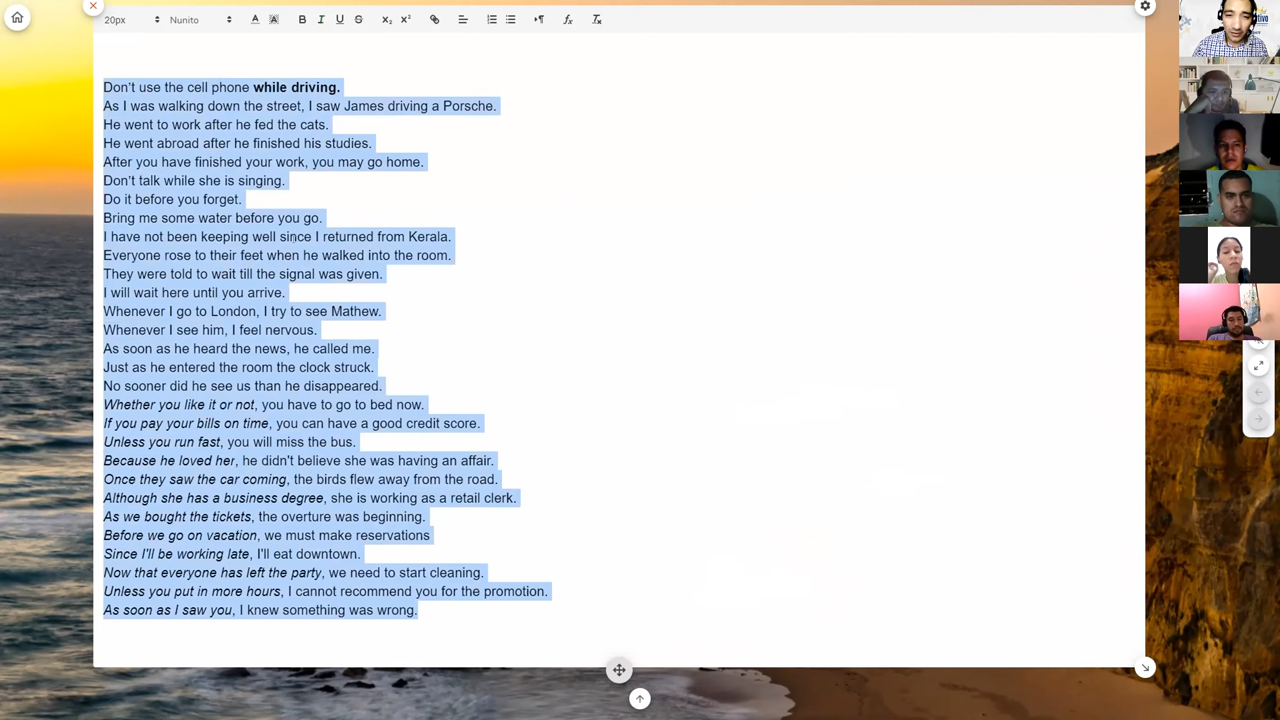 20px
Nunito
Don't use the cell phone while driving.
As I was walking down the street, I saw James driving a Porsche.
He went to work after he fed the cats.
He went abroad after he finished his studies.
After you have finished your work, you may go home.
Don't talk while she is singing.
Do it before you forget.
Bring me some water before you go.
I have not been keeping well since I returned from Kerala.
Everyone rose to their feet when he walked into the room.
They were told to wait till the signal was given.
I will wait here until you arrive.
Whenever I go to London, I try to see Mathew.
Whenever I see him, I feel nervous.
As soon as he heard the news, he called me.
Just as he entered the room the clock struck.
No sooner did he see us than he disappeared.
Whether you like it or not, you have to go to bed now.
If you pay your bills on time, you can have a good credit score.
Unless you run fast, you will miss the bus.
Because he loved her, he didn't believe she was having an affair.
Once they saw the car coming, the birds flew away from the road.
Although she has a business degree, she is working as a retail clerk.
As we bought the tickets, the overture was beginning.
Before we go on vacation, we must make reservations
Since I'll be working late, I'll eat downtown.
Now that everyone has left the party, we need to start cleaning.
Unless you put in more hours, I cannot recommend you for the promotion.
As soon as I saw you, I knew something was wrong.